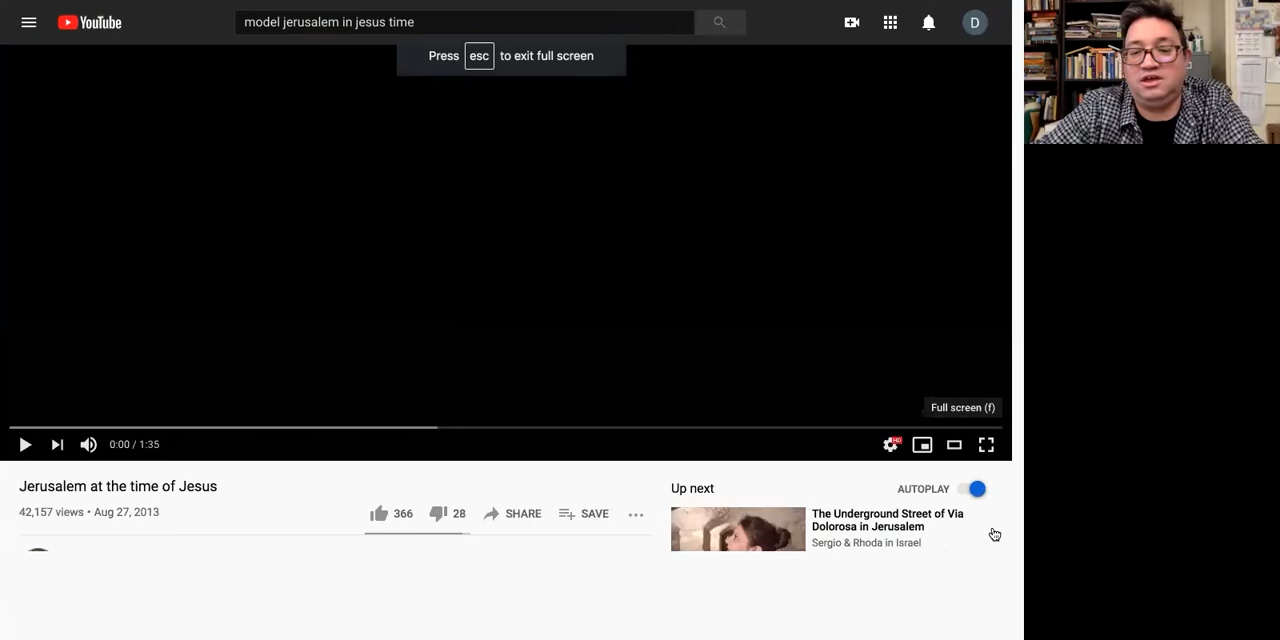 YouTube
model jerusalem in jesus time
D
Press esc to exit full screen
Full screen (f)
0:00 / 1:35
HD
Jerusalem at the time of Jesus
42,157 views • Aug 27, 2013
366
28
SHARE
SAVE
Up next
AUTOPLAY
The Underground Street of Via
Dolorosa in Jerusalem
Sergio & Rhoda in Israel